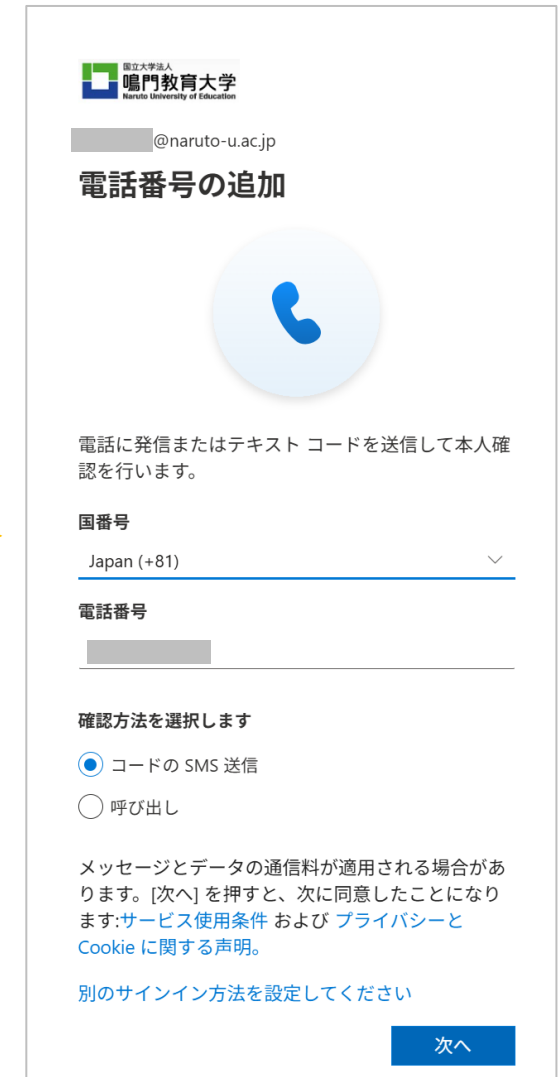 国立大学法人
鳴門教育大学
Naruto University of Education
@naruto-u.ac.jp
電話番号の追加
電話に発信またはテキスト コードを送信して本人確
認を行います。
国番号
Japan (+81)
電話番号
確認方法を選択します
コードの SMS 送信
呼び出し
メッセージとデータの通信料が適用される場合があ
ります。[次へ] を押すと、次に同意したことになり
ます:サービス使用条件 および プライバシーと
Cookie に関する声明。
別のサインイン方法を設定してください
次へ